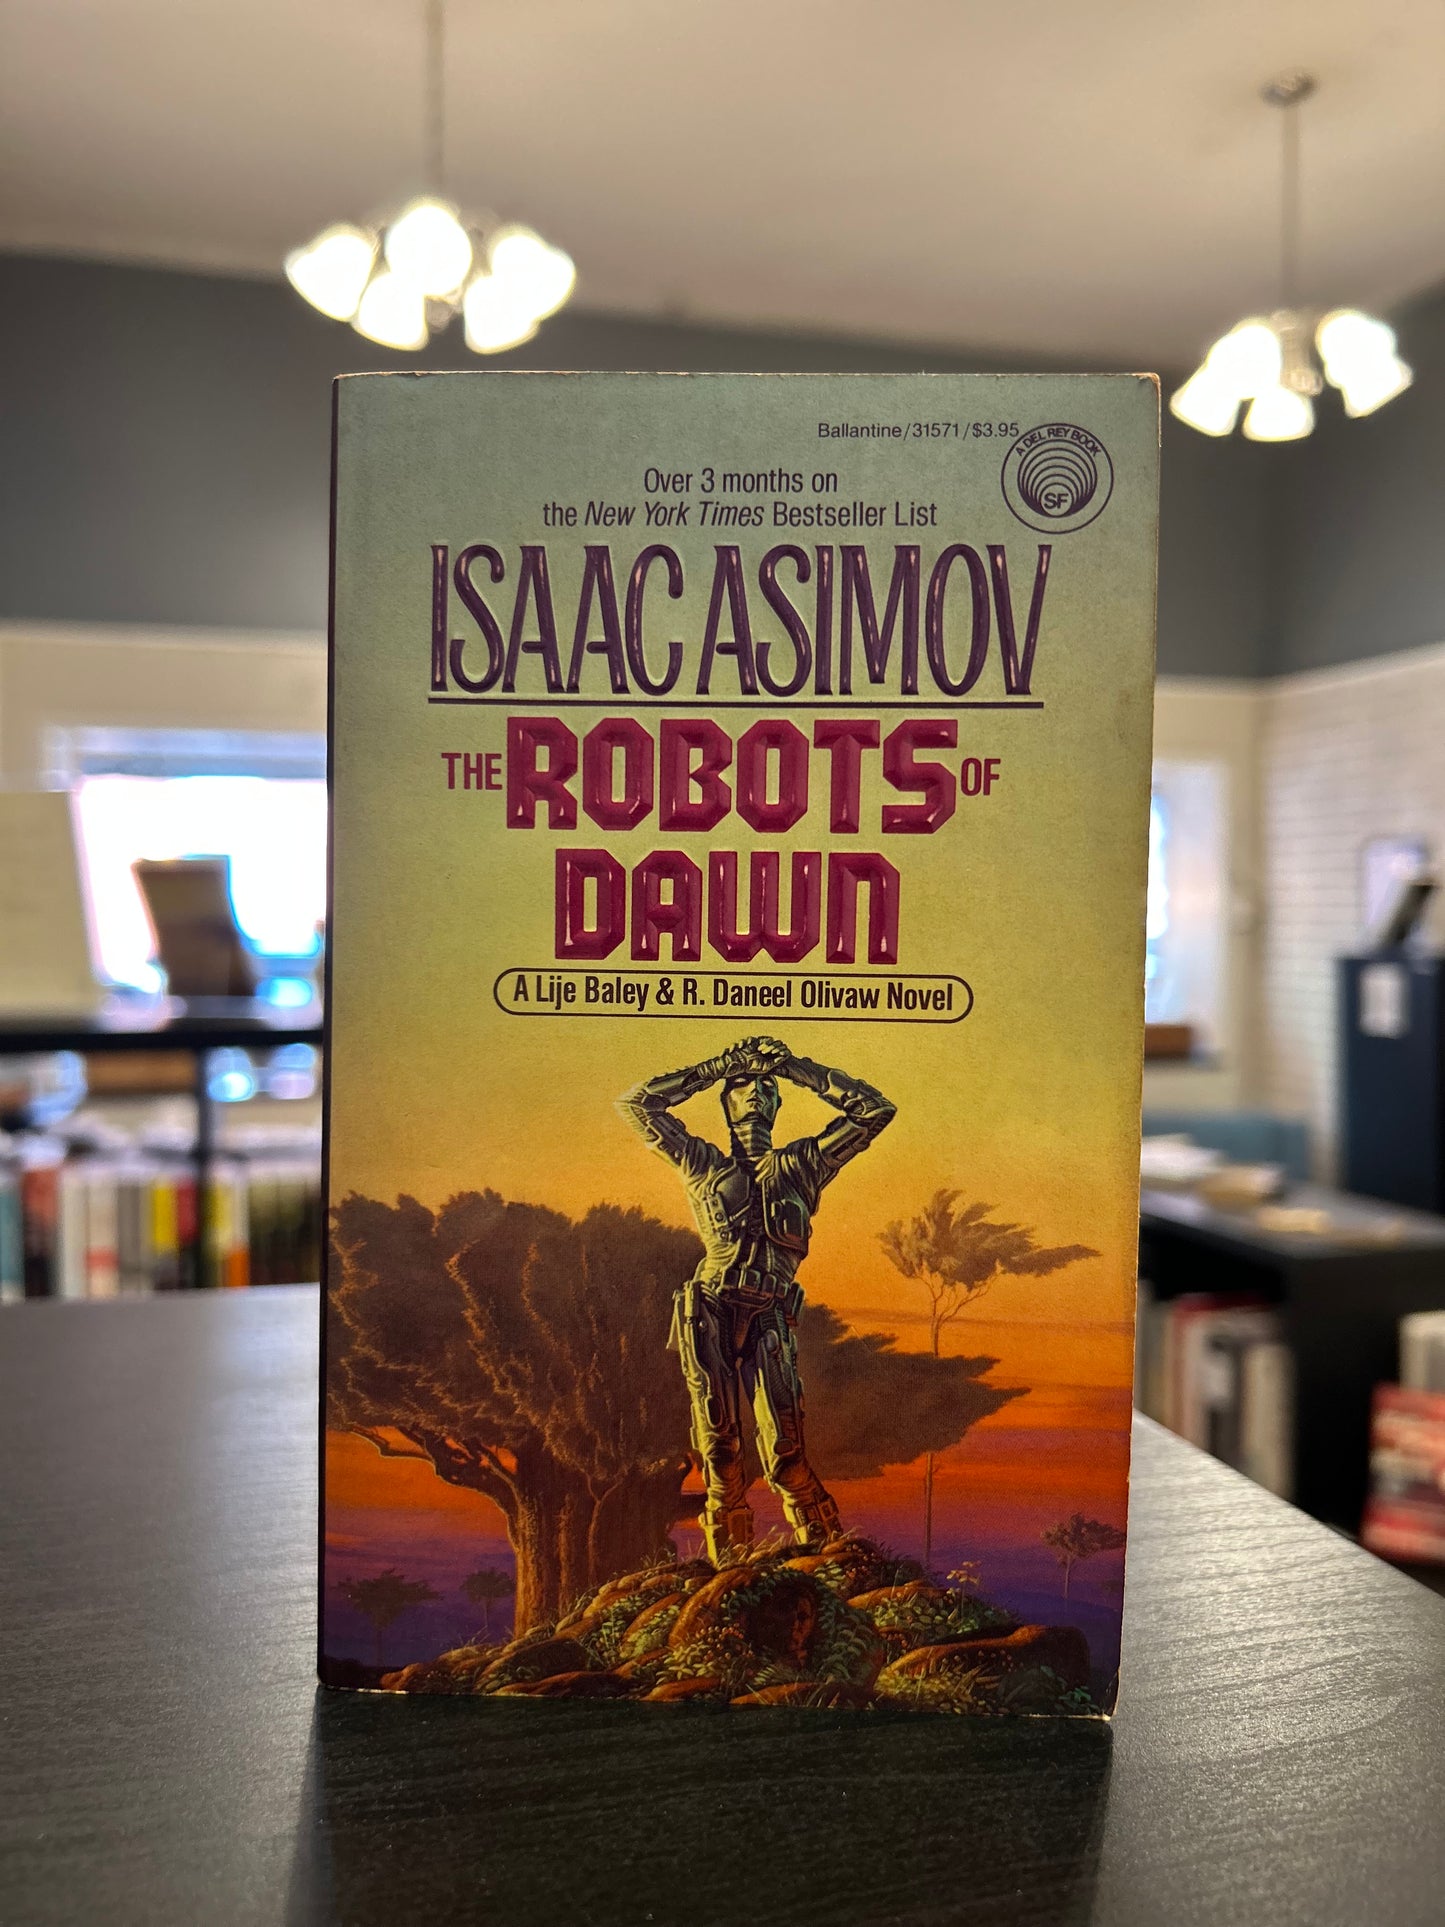 Ballantine/31571/$3.95
A DEL REY BOOK
SF
Over 3 months on
the New York Times Bestseller List
ISAAC ASIMOV
THE ROBOTS OF
DAWN
A Lije Baley & R. Daneel Olivaw Novel